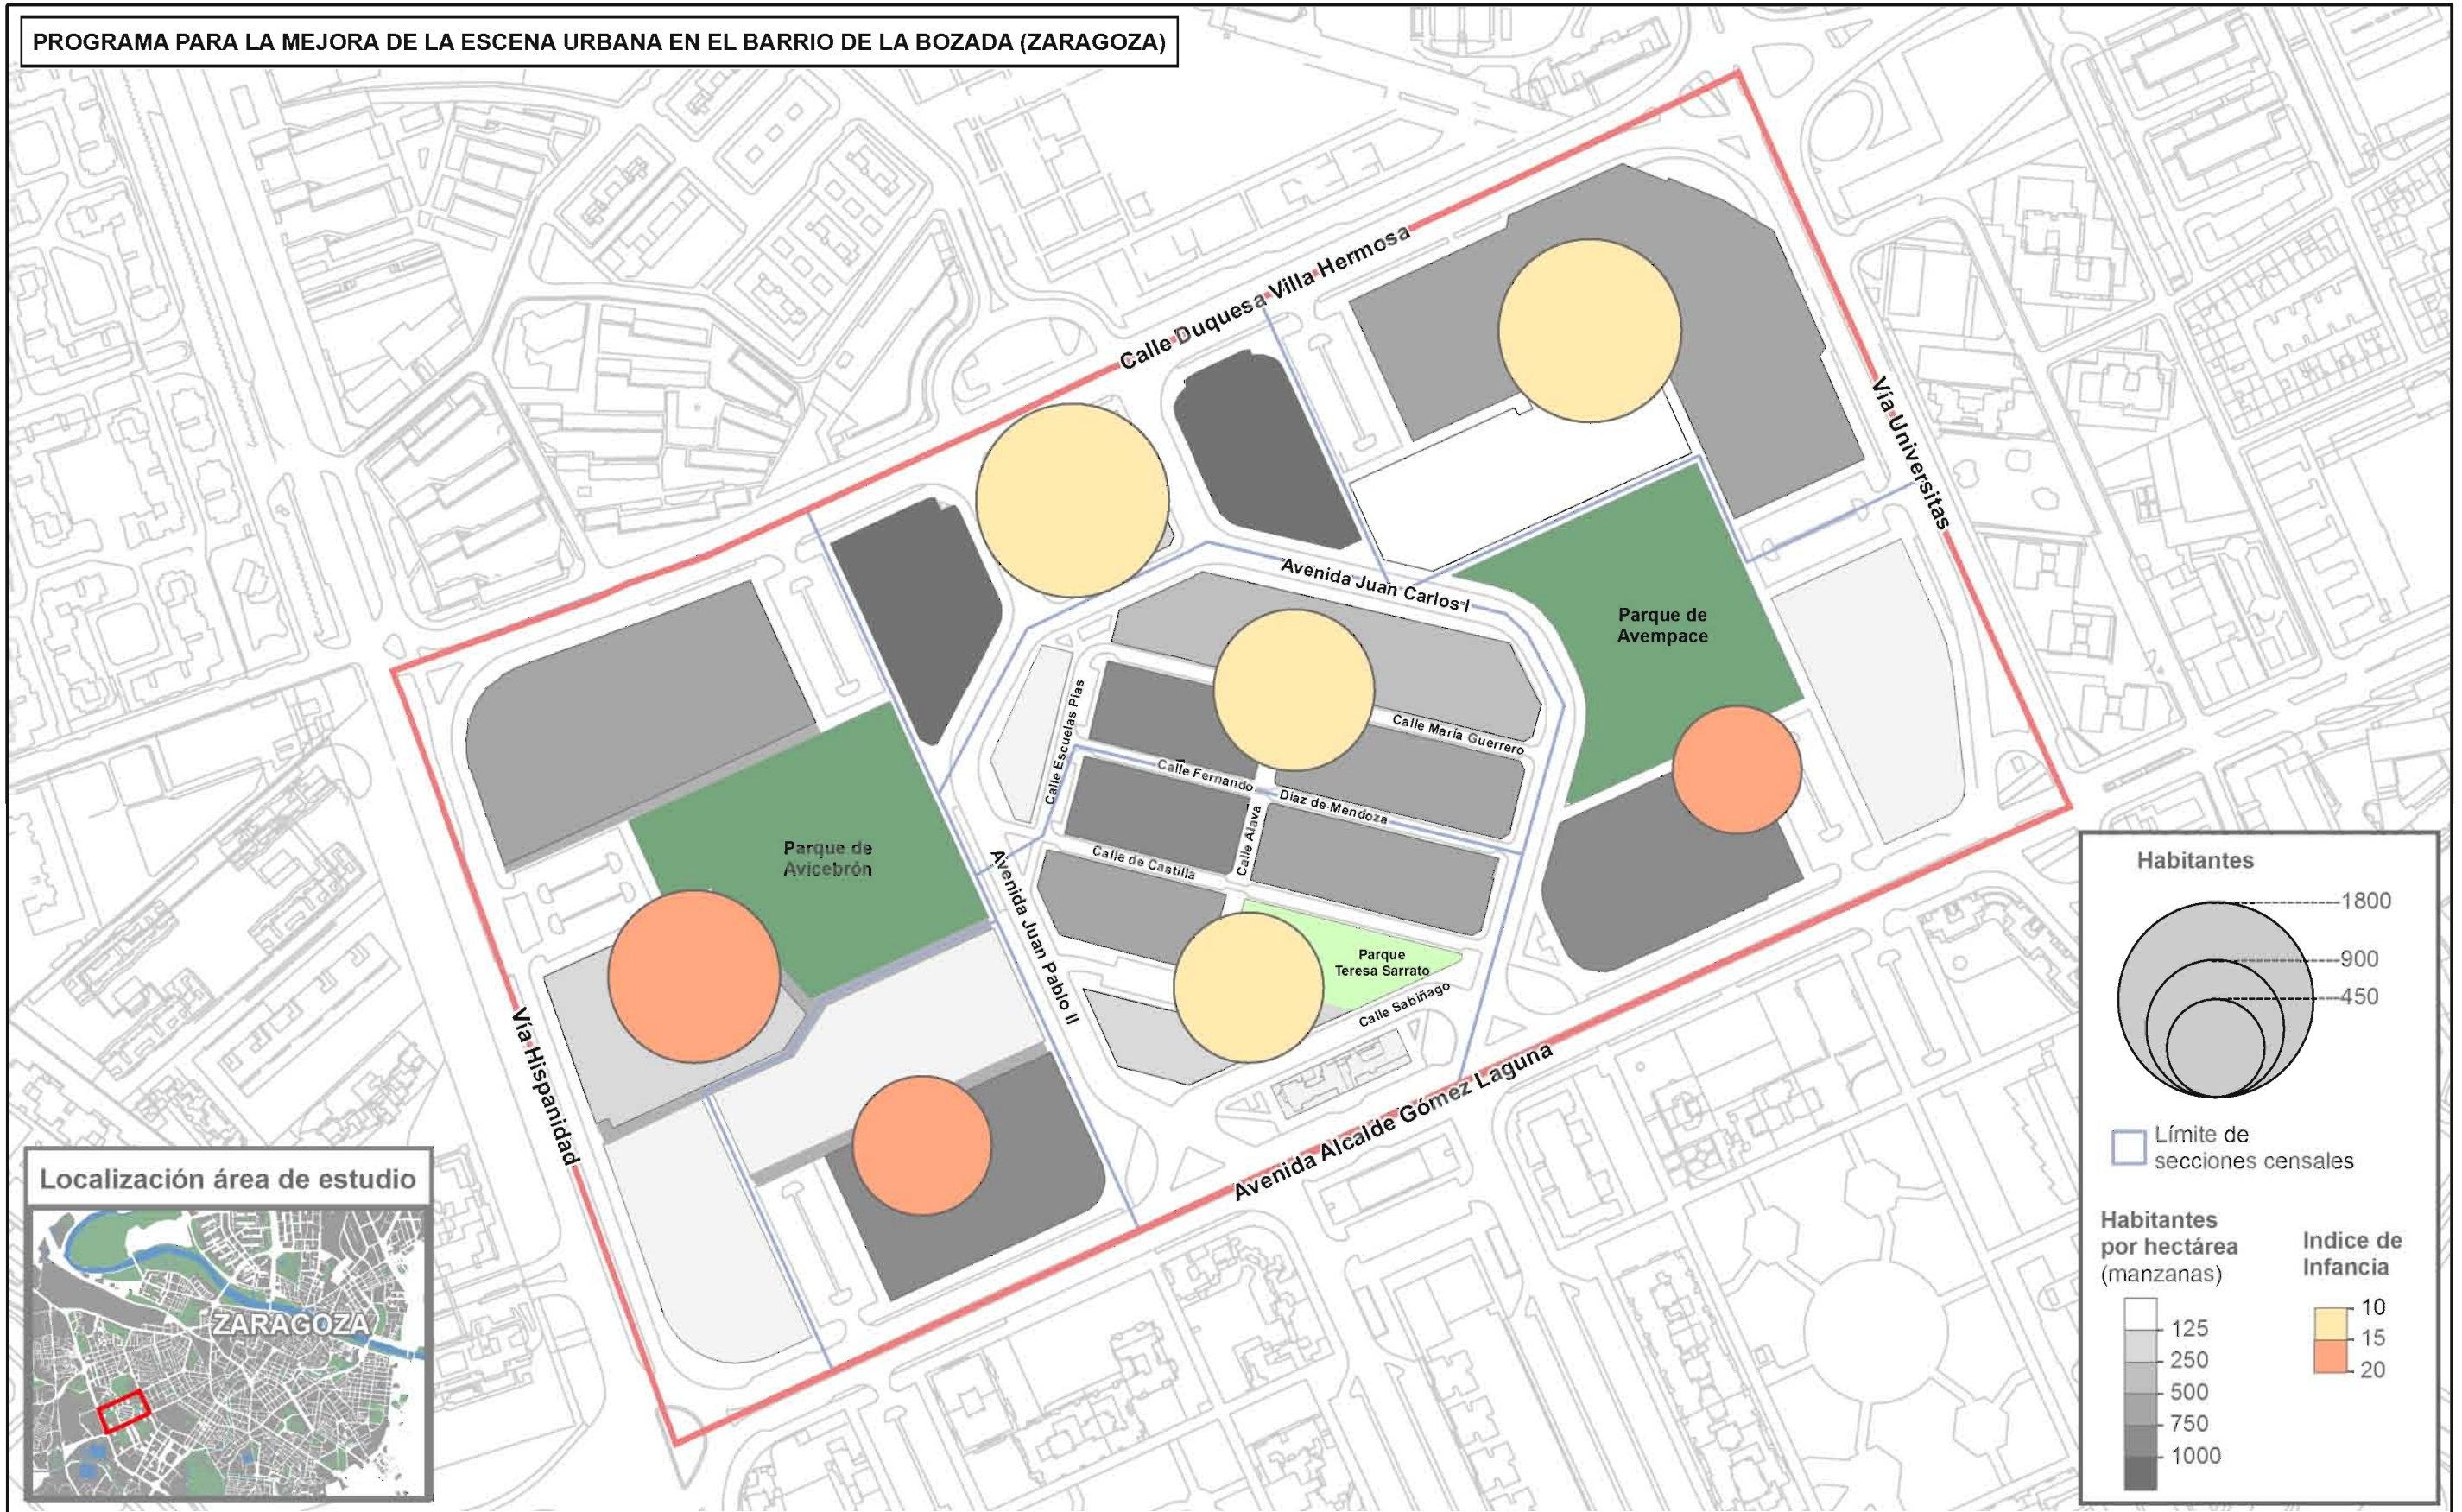 PROGRAMA PARA LA MEJORA DE LA ESCENA URBANA EN EL BARRIO DE LA BOZADA (ZARAGOZA)
Calle Duquesa Villa Hermosa
Vía Universitas
Avenida Juan Carlos I
Parque de
Avempace
Calle Escuelas Pias
Calle María Guerrero
Calle Fernando Diaz de Mendoza
Calle Alava
Calle de Castilla
Parque de
Avicebrón
Avenida Juan Pablo II
Parque
Teresa Sarrato
Calle Sabiñago
Vía Hispanidad
Avenida Alcalde Gómez Laguna
Localización área de estudio
ZARAGOZA
Habitantes
1800
900
450
Límite de
secciones censales
Habitantes
por hectárea
(manzanas)
125
250
500
750
1000
Indice de
Infancia
10
15
20